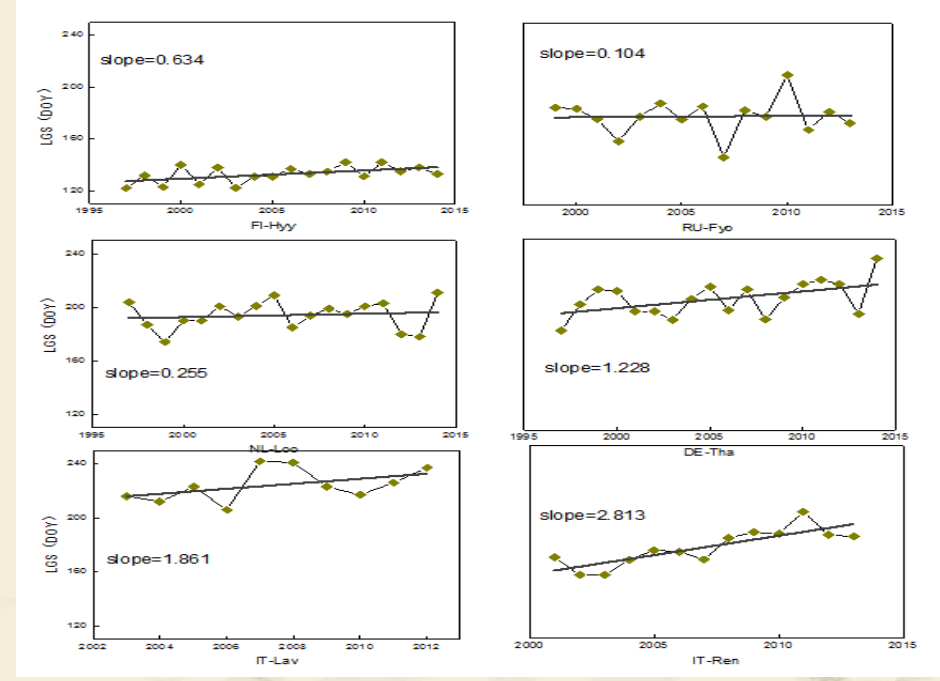 240
slope=0.634
200
LGS (DOY)
160
120
1995 2000 2005 2010 2015
FI-Hyy
slope=0.104
2000 2005 2010 2015
RU-Fyo
240
200
LGS (DOY)
160
slope=0.255
120
1995 2000 2005 2010 2015
NL-Loo
slope=1.228
1995 2000 2005 2010 2015
DE-Tha
240
200
LGS (DOY)
slope=1.861
160
120
2002 2004 2006 2008 2010 2012
IT-Lav
slope=2.813
2000 2005 2010 2015
IT-Ren